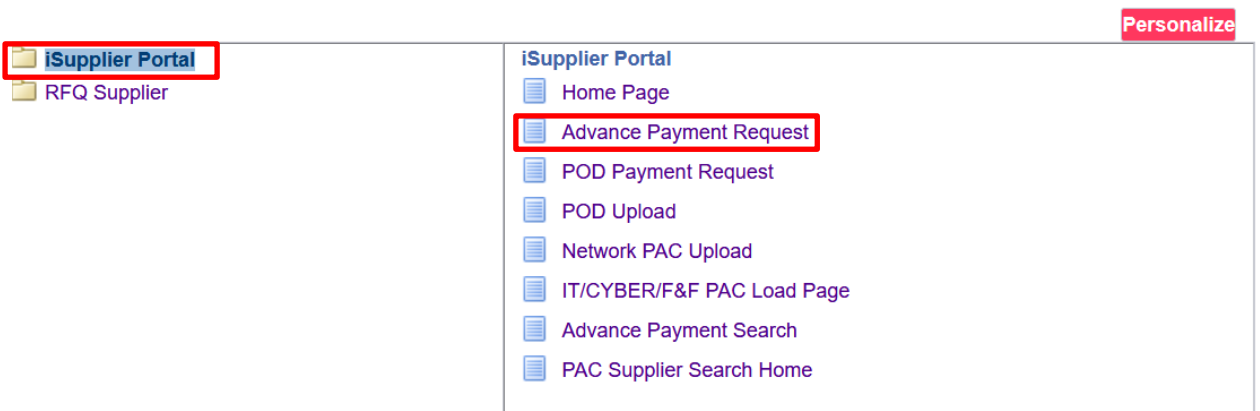 Personalize
iSupplier Portal
RFQ Supplier
iSupplier Portal
Home Page
Advance Payment Request
POD Payment Request
POD Upload
Network PAC Upload
IT/CYBER/F&F PAC Load Page
Advance Payment Search
PAC Supplier Search Home